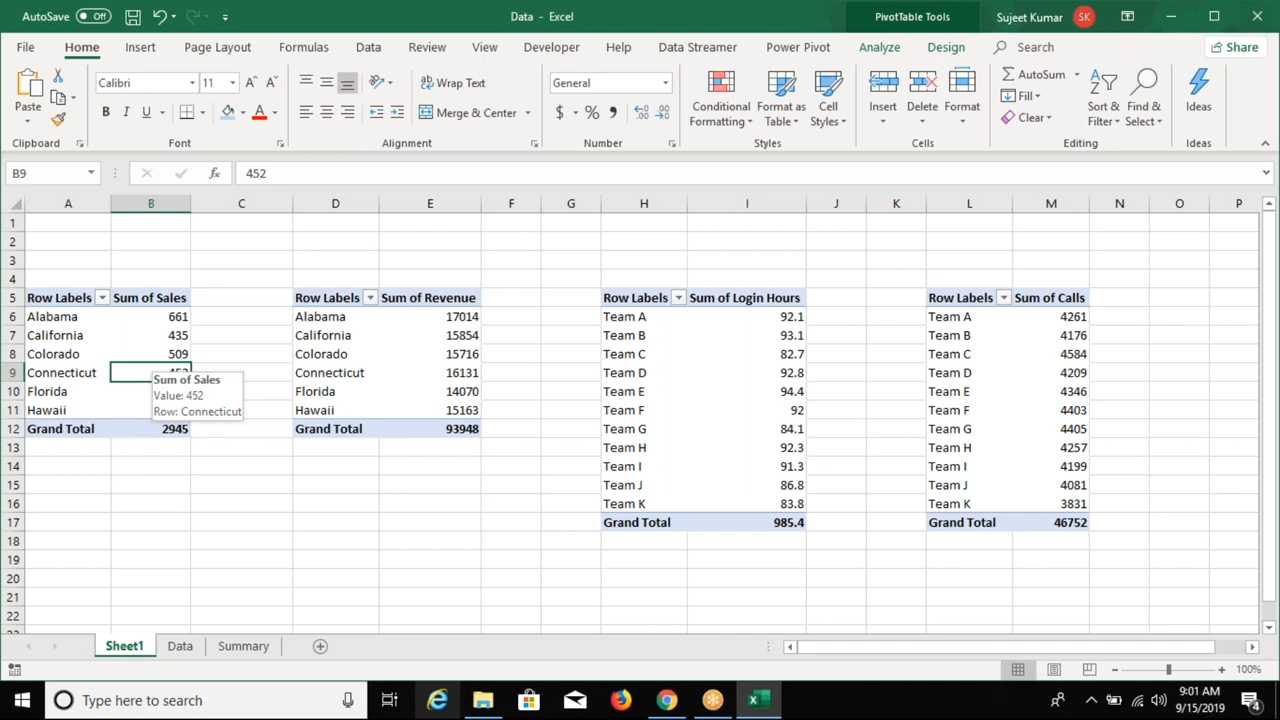 AutoSave Off Data - Excel PivotTable Tools Sujeet Kumar SK
File Home Insert Page Layout Formulas Data Review View Developer Help Data Streamer Power Pivot Analyze Design Search Share
Paste Calibri 11 Wrap Text General Conditional Formatting Format as Table Cell Styles Insert Delete Format AutoSum Sort & Filter Find & Select Ideas
B I U Merge & Center $ % Fill
Clear
Clipboard Font Alignment Number Styles Cells Editing Ideas
B9 fx 452
A B C D E F G H I J K L M N O P
1
2
3
4
5 Row Labels Sum of Sales Row Labels Sum of Revenue Row Labels Sum of Login Hours Row Labels Sum of Calls
6 Alabama 661 Alabama 17014 Team A 92.1 Team A 4261
7 California 435 California 15854 Team B 93.1 Team B 4176
8 Colorado 509 Colorado 15716 Team C 82.7 Team C 4584
9 Connecticut 452 Connecticut 16131 Team D 92.8 Team D 4209
Sum of Sales
Value: 452
Row: Connecticut
10 Florida Florida 14070 Team E 94.4 Team E 4346
11 Hawaii Hawaii 15163 Team F 92 Team F 4403
12 Grand Total 2945 Grand Total 93948 Team G 84.1 Team G 4405
13 Team H 92.3 Team H 4257
14 Team I 91.3 Team I 4199
15 Team J 86.8 Team J 4081
16 Team K 83.8 Team K 3831
17 Grand Total 985.4 Grand Total 46752
18
19
20
21
22
Sheet1 Data Summary
100%
Type here to search 9:01 AM
9/15/2019 4